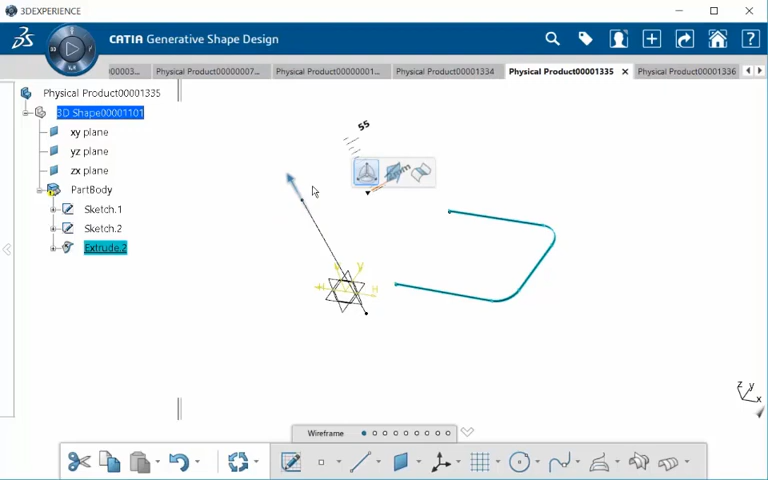 3DEXPERIENCE
CATIA Generative Shape Design
?
00003...
Physical Product00000007...
Physical Product00000001...
Physical Product00001334
Physical Product00001335
Physical Product00001336
Physical Product00001335
3D Shape00001101
xy plane
yz plane
zx plane
PartBody
Sketch.1
Sketch.2
Extrude.2
55
y
H
z
y
x
Wireframe